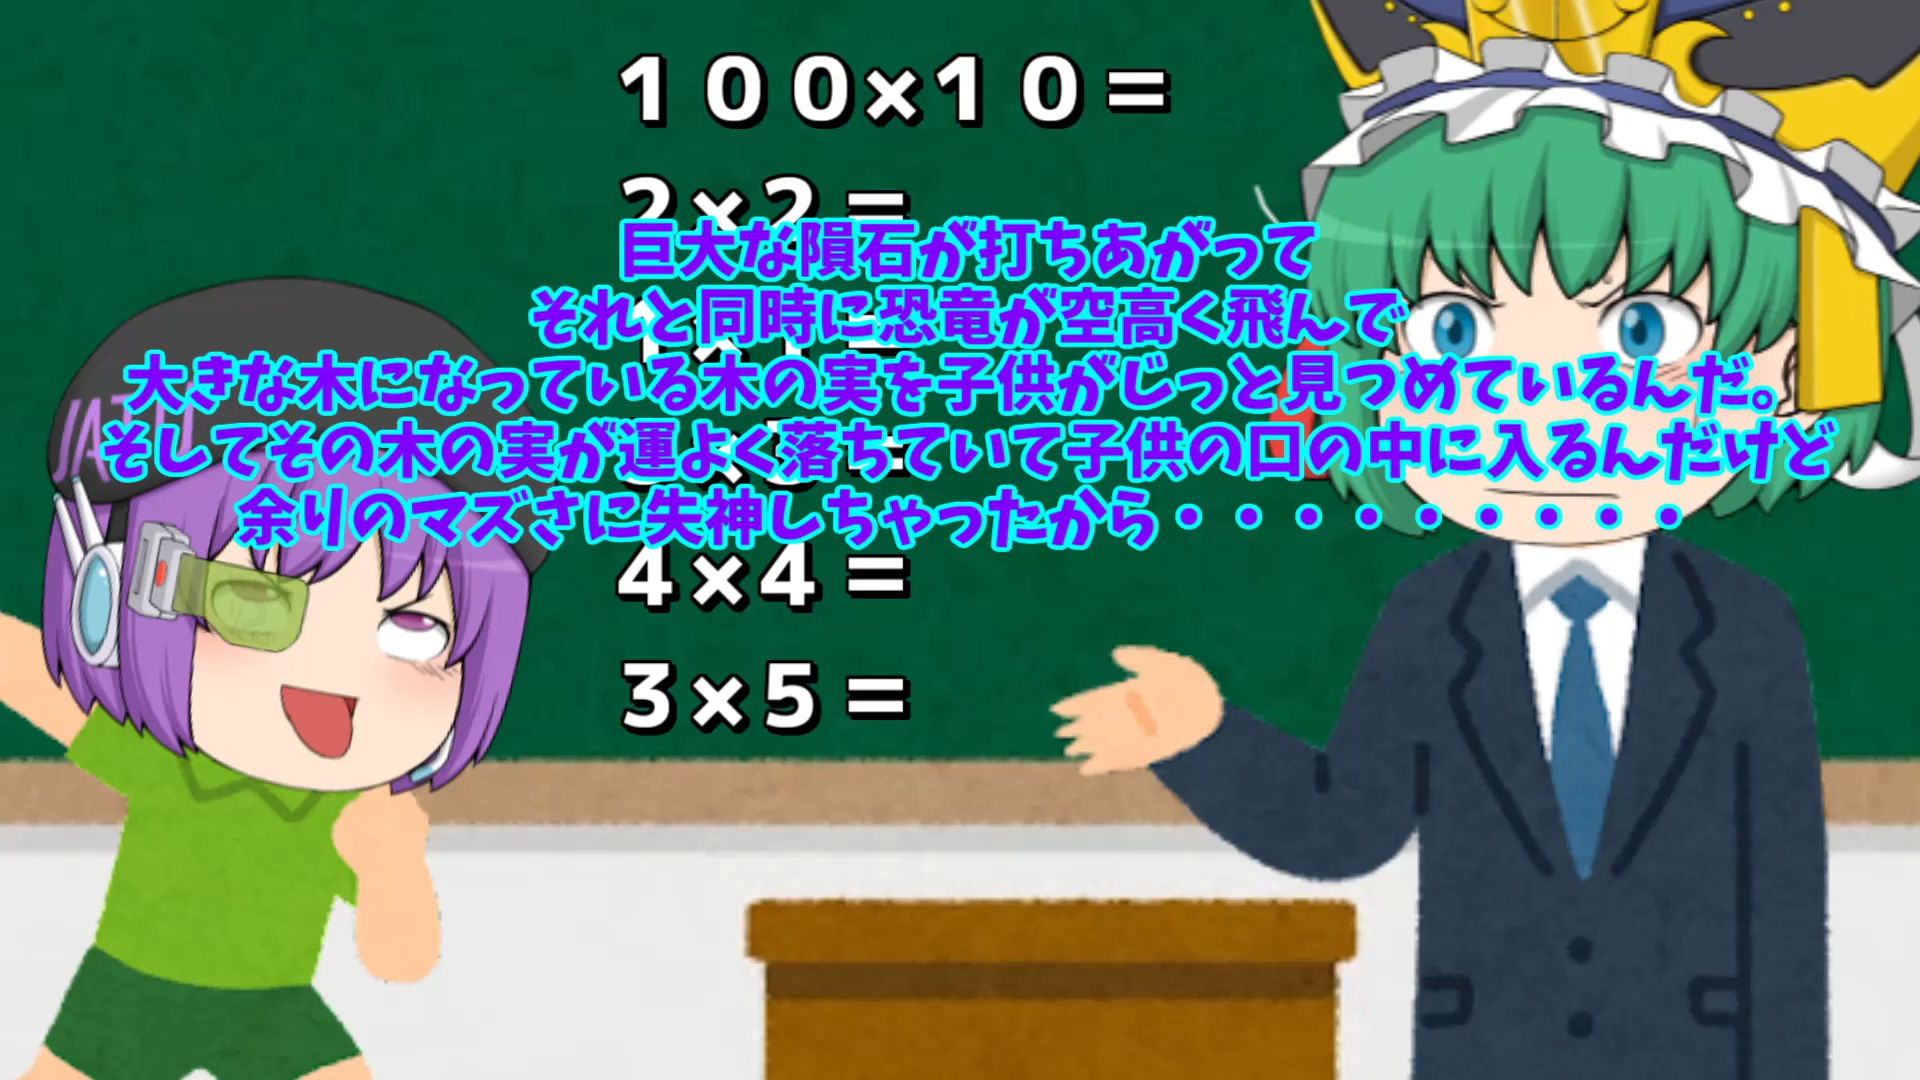 １００×１０＝
２×２＝
巨大な隕石が打ちあがって
それと同時に恐竜が空高く飛んで
大きな木になっている木の実を子供がじっと見つめているんだ。
そしてその木の実が運よく落ちていて子供の口の中に入るんだけど
余りのマズさに失神しちゃったから・・・・・・・・・
４×４＝
３×５＝